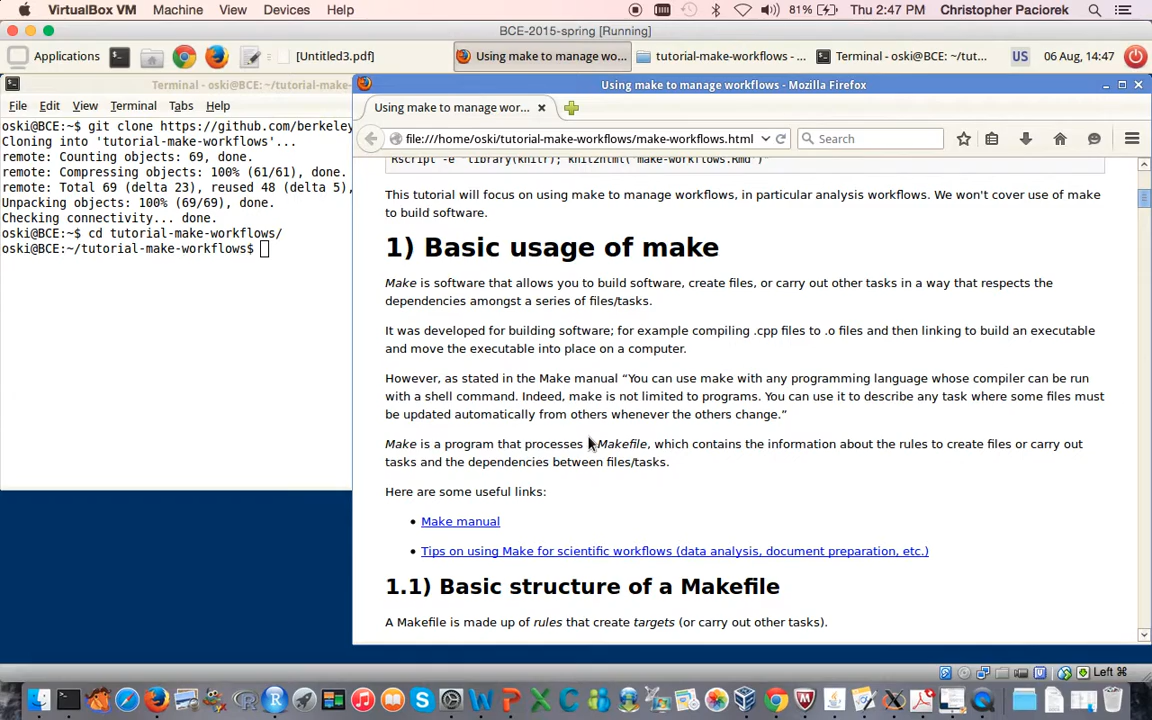 VirtualBox VM Machine View Devices Help 81% Thu 2:47 PM Christopher Paciorek
BCE-2015-spring [Running]
Applications [Untitled3.pdf] Using make to manage wo... tutorial-make-workflows - ... Terminal - oski@BCE: ~/tut... US 06 Aug, 14:47
Terminal - oski@BCE: ~/tutorial-make-
File Edit View Terminal Tabs Help
oski@BCE:~$ git clone https://github.com/berkeley
Cloning into 'tutorial-make-workflows'...
remote: Counting objects: 69, done.
remote: Compressing objects: 100% (61/61), done.
remote: Total 69 (delta 23), reused 48 (delta 5),
Unpacking objects: 100% (69/69), done.
Checking connectivity... done.
oski@BCE:~$ cd tutorial-make-workflows/
oski@BCE:~/tutorial-make-workflows$
Using make to manage workflows - Mozilla Firefox
Using make to manage wor...
file:///home/oski/tutorial-make-workflows/make-workflows.html Search
Rscript -e "library(knitr); knit2html('make-workflows.Rmd')"
This tutorial will focus on using make to manage workflows, in particular analysis workflows. We won't cover use of make
to build software.
1) Basic usage of make
Make is software that allows you to build software, create files, or carry out other tasks in a way that respects the
dependencies amongst a series of files/tasks.
It was developed for building software; for example compiling .cpp files to .o files and then linking to build an executable
and move the executable into place on a computer.
However, as stated in the Make manual “You can use make with any programming language whose compiler can be run
with a shell command. Indeed, make is not limited to programs. You can use it to describe any task where some files must
be updated automatically from others whenever the others change.”
Make is a program that processes a Makefile, which contains the information about the rules to create files or carry out
tasks and the dependencies between files/tasks.
Here are some useful links:
• Make manual
• Tips on using Make for scientific workflows (data analysis, document preparation, etc.)
1.1) Basic structure of a Makefile
A Makefile is made up of rules that create targets (or carry out other tasks).
Left ⌘